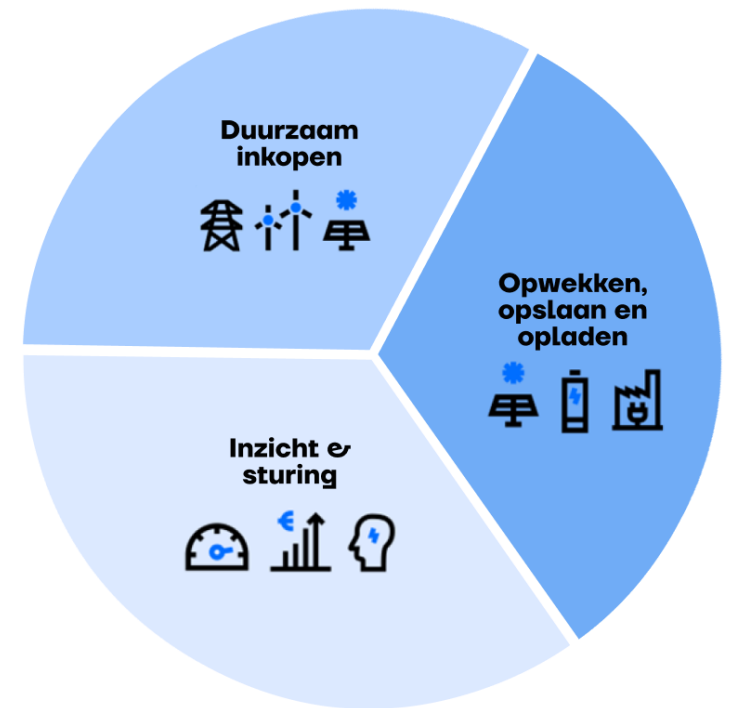 Duurzaam
inkopen
Opwekken,
opslaan en
opladen
Inzicht &
sturing